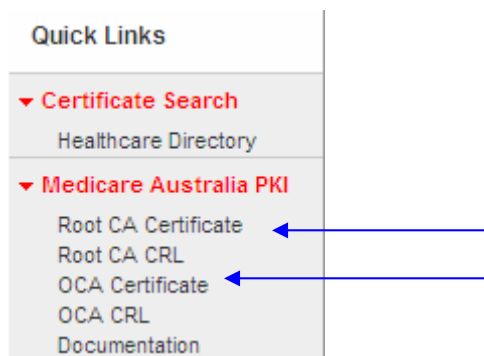 Quick Links
Certificate Search
Healthcare Directory
Medicare Australia PKI
Root CA Certificate
Root CA CRL
OCA Certificate
OCA CRL
Documentation